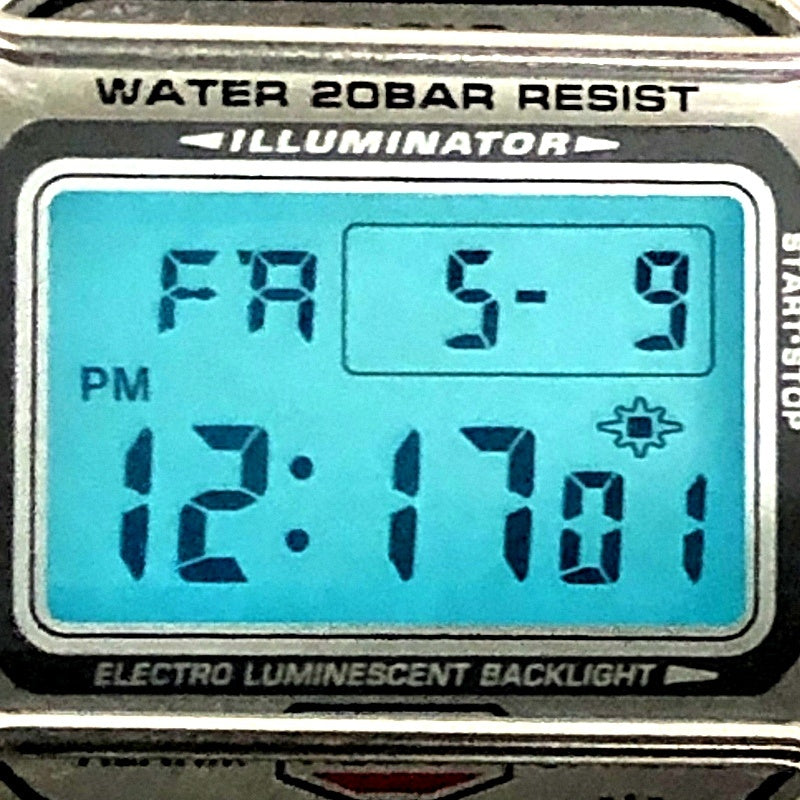 WATER 20BAR RESIST
ILLUMINATOR
FR 5- 9
PM
12:17 01
START·STOP
ELECTRO LUMINESCENT BACKLIGHT